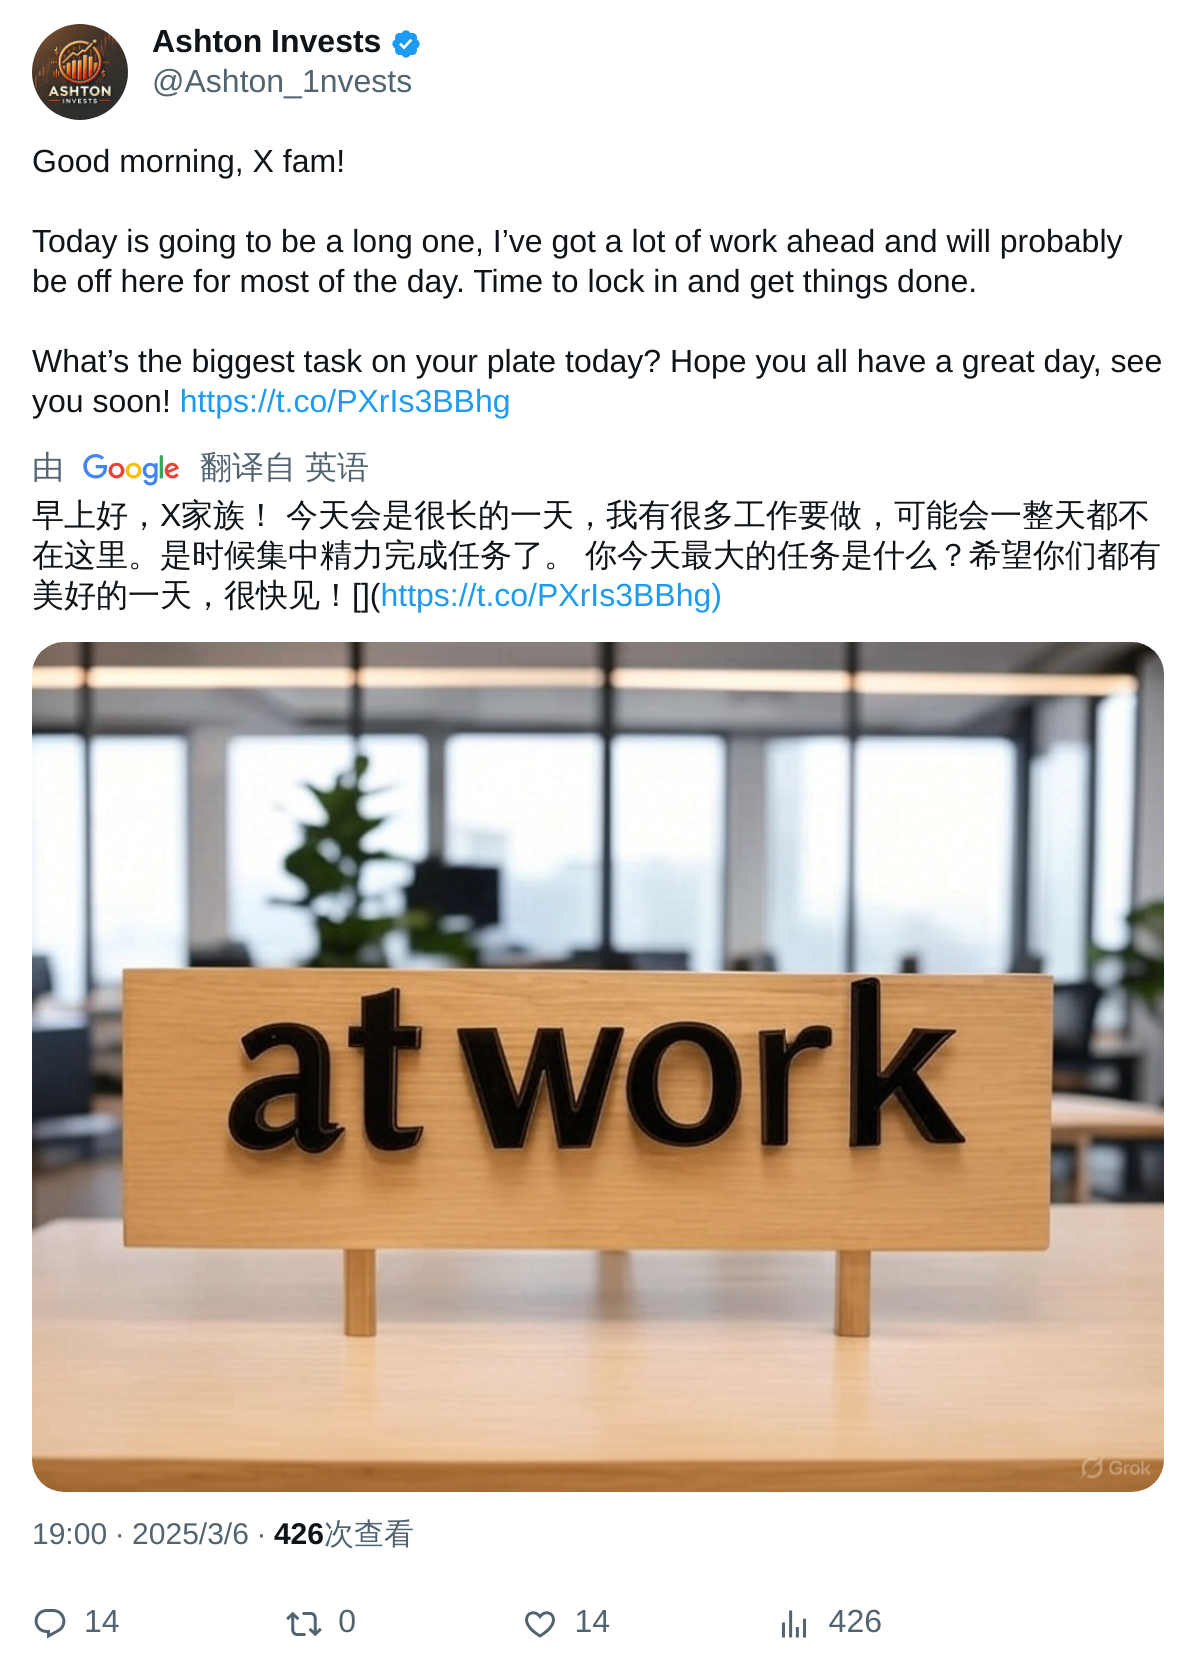 Ashton Invests
@Ashton_1nvests
ASHTON
INVESTS
Good morning, X fam!
Today is going to be a long one, I’ve got a lot of work ahead and will probably
be off here for most of the day. Time to lock in and get things done.
What’s the biggest task on your plate today? Hope you all have a great day, see
you soon! https://t.co/PXrIs3BBhg
由 Google 翻译自 英语
早上好，X家族！ 今天会是很长的一天，我有很多工作要做，可能会一整天都不
在这里。是时候集中精力完成任务了。 你今天最大的任务是什么？希望你们都有
美好的一天，很快见！[](https://t.co/PXrIs3BBhg)
at work
Grok
19:00 · 2025/3/6 · 426次查看
14 0 14 426